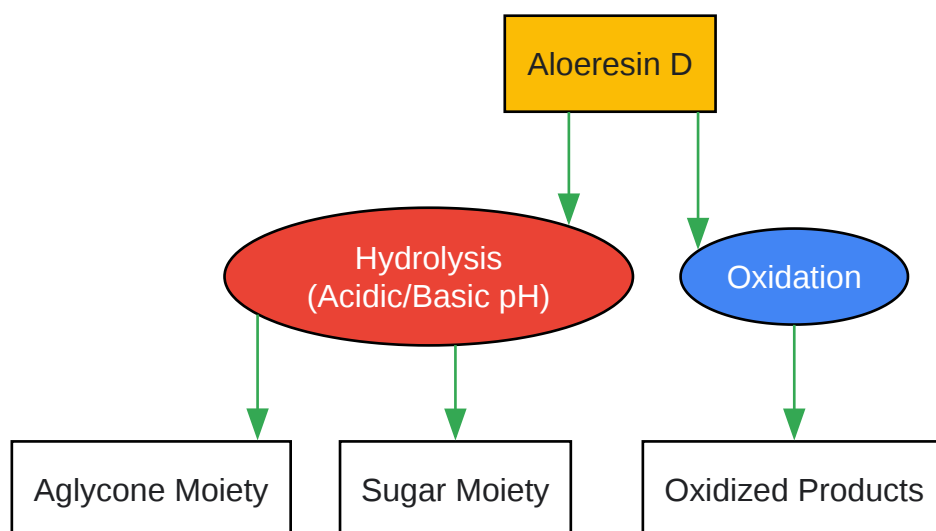 Aloeresin D
Hydrolysis
(Acidic/Basic pH)
Oxidation
Aglycone Moiety
Sugar Moiety
Oxidized Products